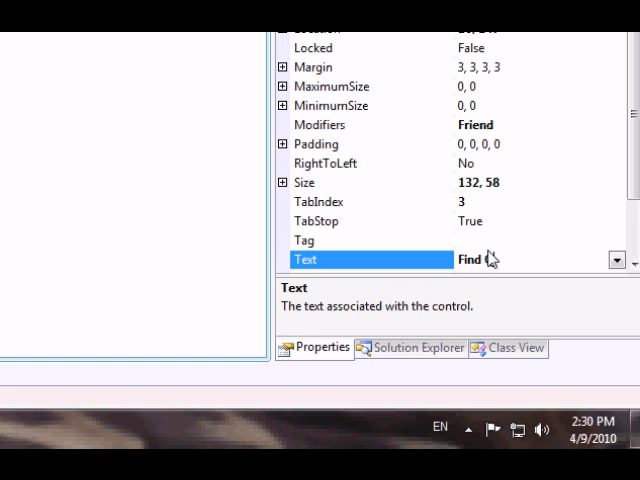 Locked False
Margin 3, 3, 3, 3
MaximumSize 0, 0
MinimumSize 0, 0
Modifiers Friend
Padding 0, 0, 0, 0
RightToLeft No
Size 132, 58
TabIndex 3
TabStop True
Tag
Text Find
Text
The text associated with the control.
Properties Solution Explorer Class View
EN 2:30 PM
4/9/2010